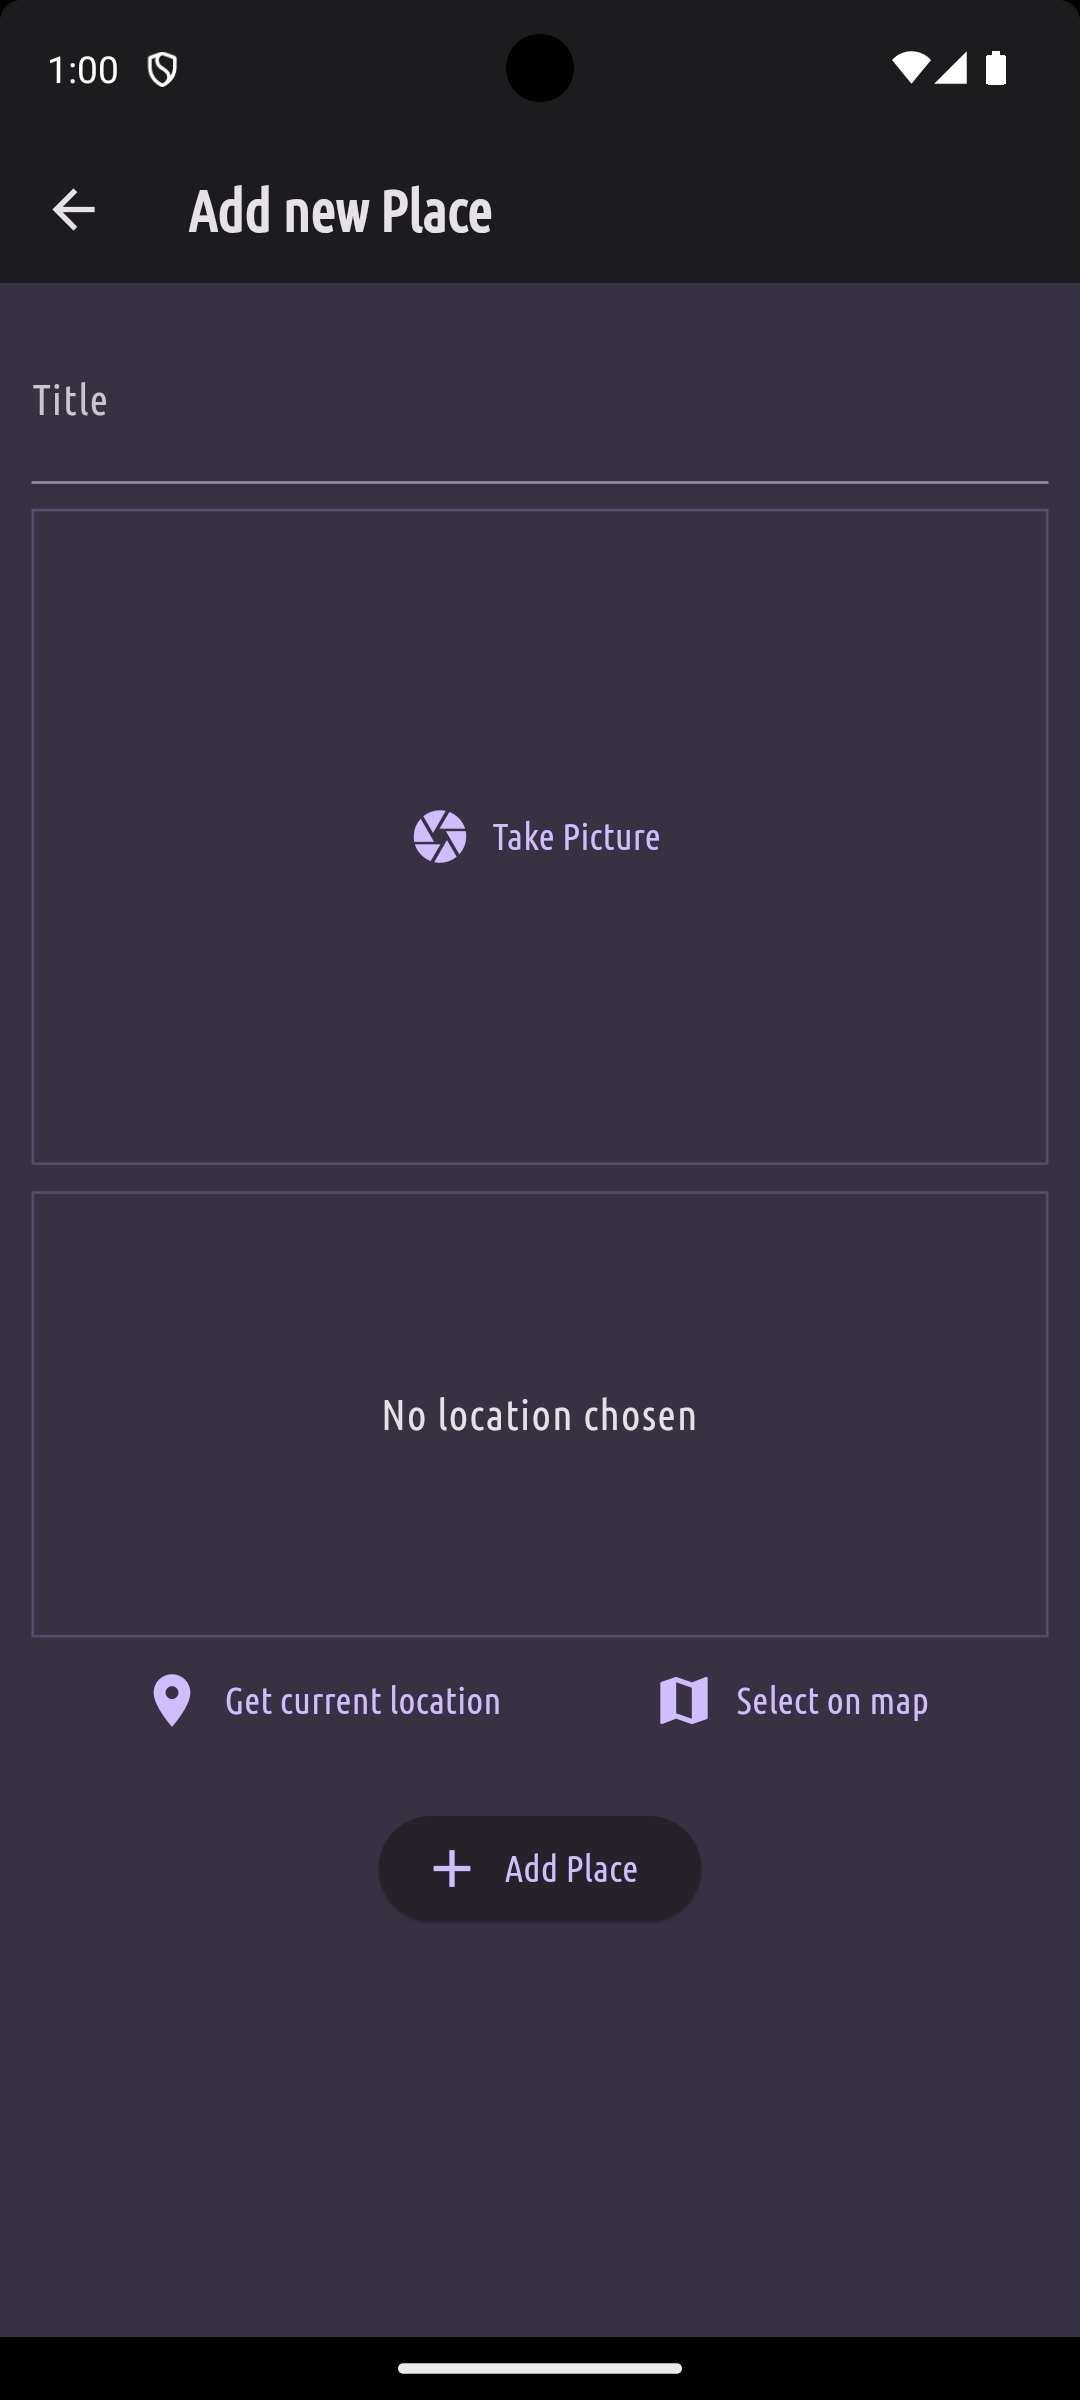 1:00
Add new Place
Title
Take Picture
No location chosen
Get current location
Select on map
Add Place